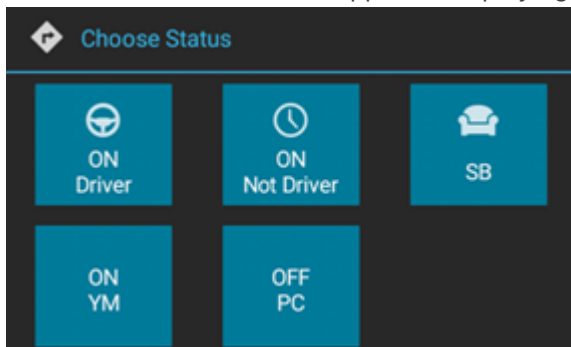 Choose Status
ON
Driver
ON
Not Driver
SB
ON
YM
OFF
PC